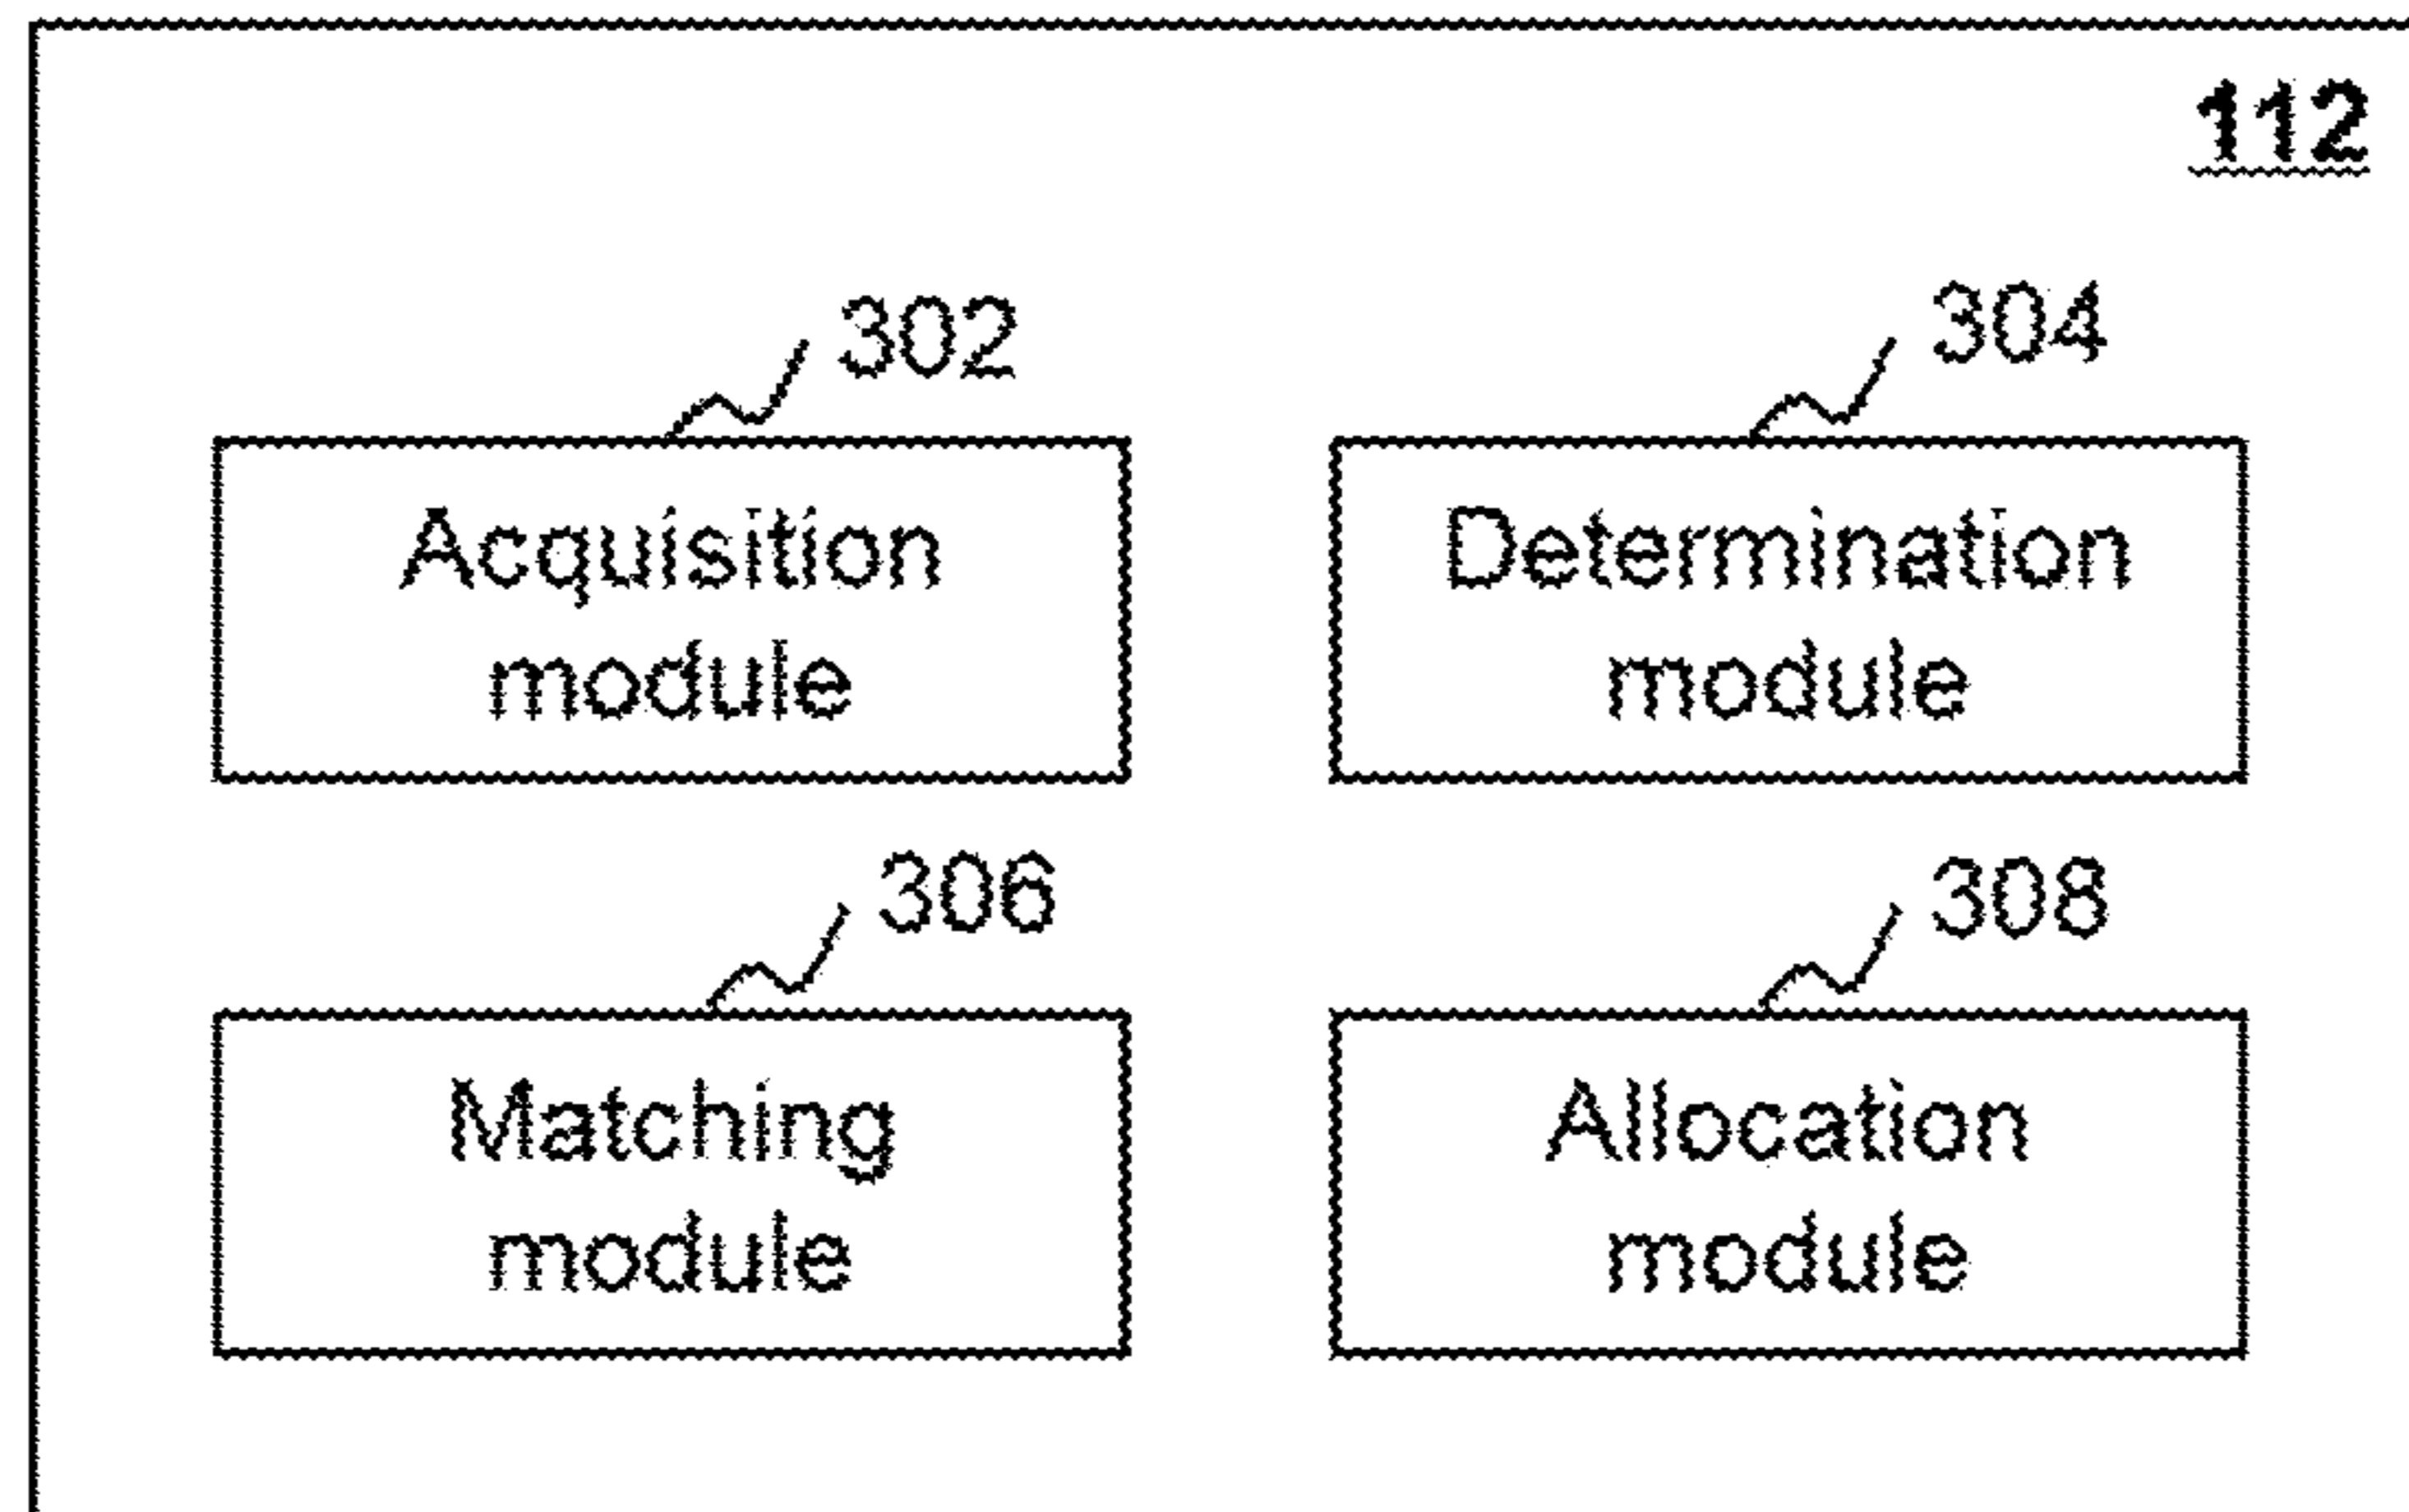 112
302
304
Acquisition
module
Determination
module
306
308
Matching
module
Allocation
module